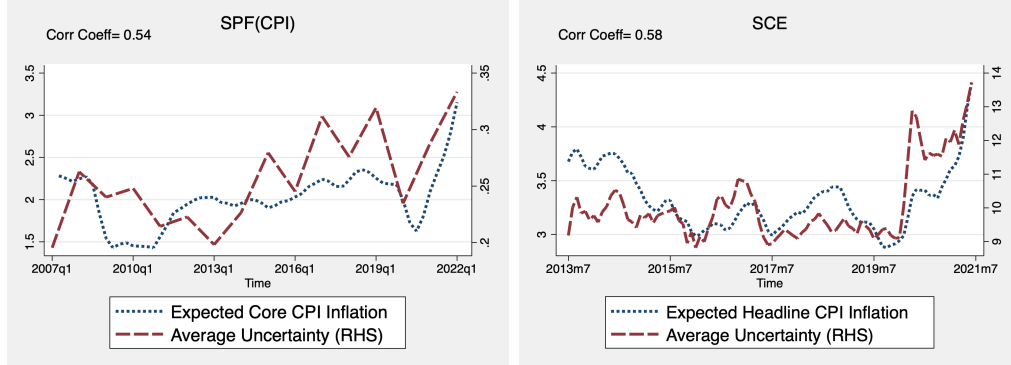 SPF(CPI)
Corr Coeff= 0.54
3.5
3
2.5
2
1.5
.35
.3
.25
.2
2007q1 2010q1 2013q1 2016q1 2019q1 2022q1
Time
Expected Core CPI Inflation
Average Uncertainty (RHS)
SCE
Corr Coeff= 0.58
4.5
4
3.5
3
14
13
12
11
10
9
2013m7 2015m7 2017m7 2019m7 2021m7
Time
Expected Headline CPI Inflation
Average Uncertainty (RHS)